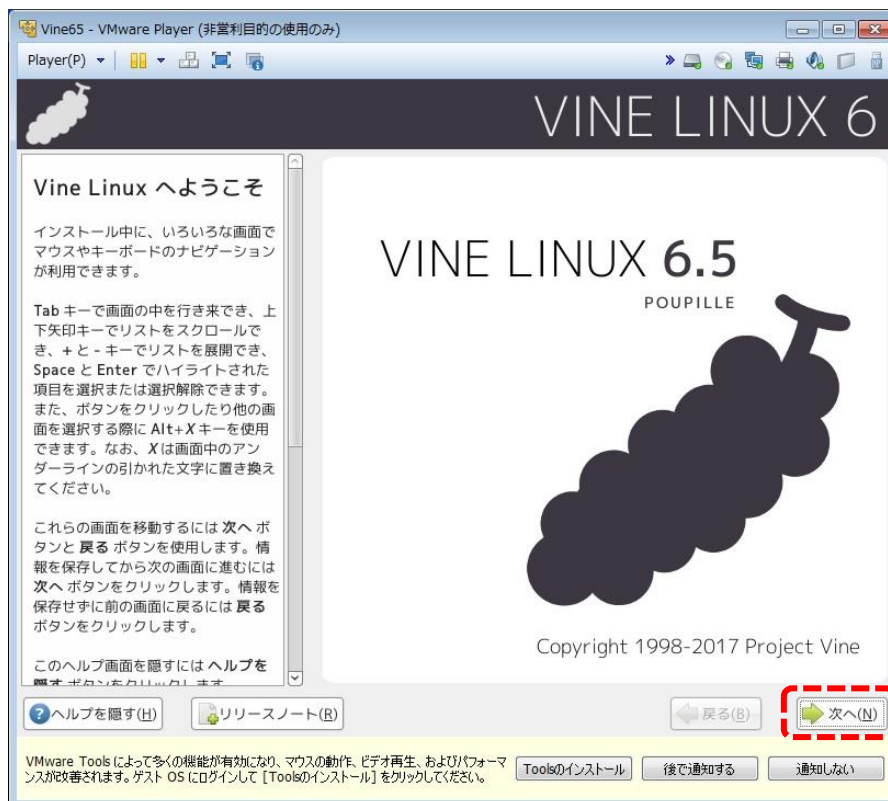 Vine65 - VMware Player (非営利目的の使用のみ)
Player(P)
VINE LINUX 6
Vine Linux へようこそ
インストール中に、いろいろな画面で
マウスやキーボードのナビゲーション
が利用できます。
Tab キーで画面の中を行き来でき、上
下矢印キーでリストをスクロールで
き、+ と - キーでリストを展開でき、
Space と Enter でハイライトされた
項目を選択または選択解除できます。
また、ボタンをクリックしたり他の画
面を選択する際に Alt+X キーを使用
できます。なお、X は画面中のアン
ダーラインの引かれた文字に置き換え
てください。
これらの画面を移動するには 次へ ボ
タンと 戻る ボタンを使用します。情
報を保存してから次の画面に進むには
次へ ボタンをクリックします。情報を
保存せずに前の画面に戻るには 戻る
ボタンをクリックします。
このヘルプ画面を隠すには ヘルプを
隠す ボタンをクリックします
VINE LINUX 6.5
POUPILLE
Copyright 1998-2017 Project Vine
ヘルプを隠す(H)
リリースノート(R)
戻る(B)
次へ(N)
VMware Tools によって多くの機能が有効になり、マウスの動作、ビデオ再生、およびパフォーマ
ンスが改善されます。ゲスト OS にログインして [Toolsのインストール] をクリックしてください。
Toolsのインストール
後で通知する
通知しない